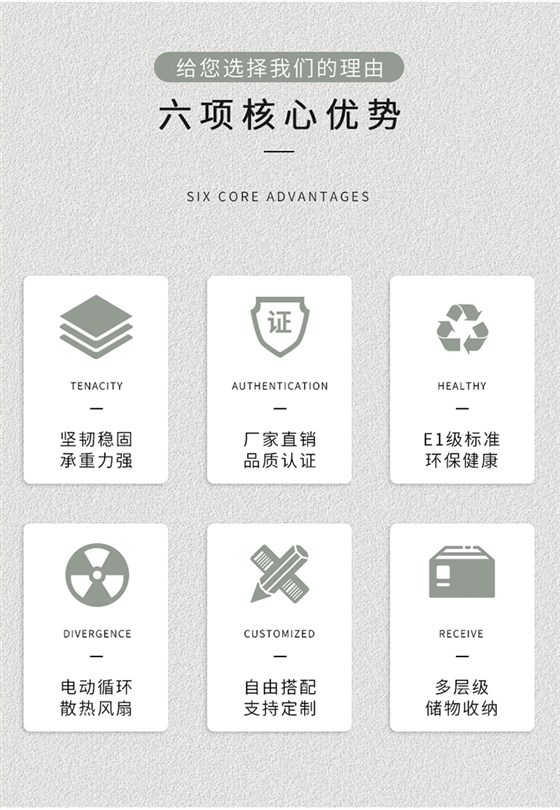 给您选择我们的理由
六项核心优势
SIX CORE ADVANTAGES
TENACITY
坚韧稳固
承重力强
证
AUTHENTICATION
厂家直销
品质认证
HEALTHY
E1级标准
环保健康
DIVERGENCE
电动循环
散热风扇
CUSTOMIZED
自由搭配
支持定制
RECEIVE
多层级
储物收纳